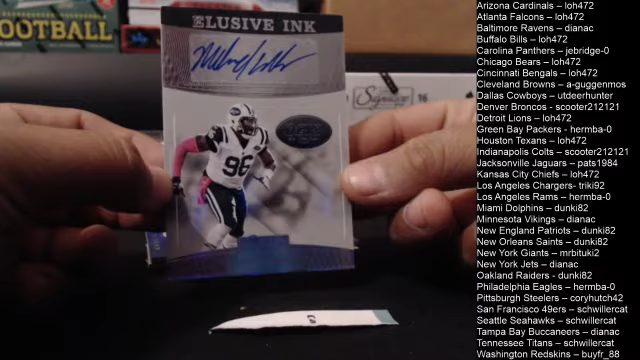 FOOTBALL
ELUSIVE INK
96
Signature
16
Arizona Cardinals – loh472
Atlanta Falcons – loh472
Baltimore Ravens – dianac
Buffalo Bills – loh472
Carolina Panthers – jebridge-0
Chicago Bears – loh472
Cincinnati Bengals – loh472
Cleveland Browns – a-guggenmos
Dallas Cowboys – utdeerhunter
Denver Broncos - scooter212121
Detroit Lions – loh472
Green Bay Packers - hermba-0
Houston Texans – loh472
Indianapolis Colts – scooter212121
Jacksonville Jaguars – pats1984
Kansas City Chiefs – loh472
Los Angeles Chargers- triki92
Los Angeles Rams – hermba-0
Miami Dolphins – dunki82
Minnesota Vikings – dianac
New England Patriots – dunki82
New Orleans Saints – dunki82
New York Giants – mrbituki2
New York Jets – dianac
Oakland Raiders - dunki82
Philadelphia Eagles – hermba-0
Pittsburgh Steelers – coryhutch42
San Francisco 49ers – schwillercat
Seattle Seahawks – schwillercat
Tampa Bay Buccaneers – dianac
Tennessee Titans – schwillercat
Washington Redskins – buyfr_88